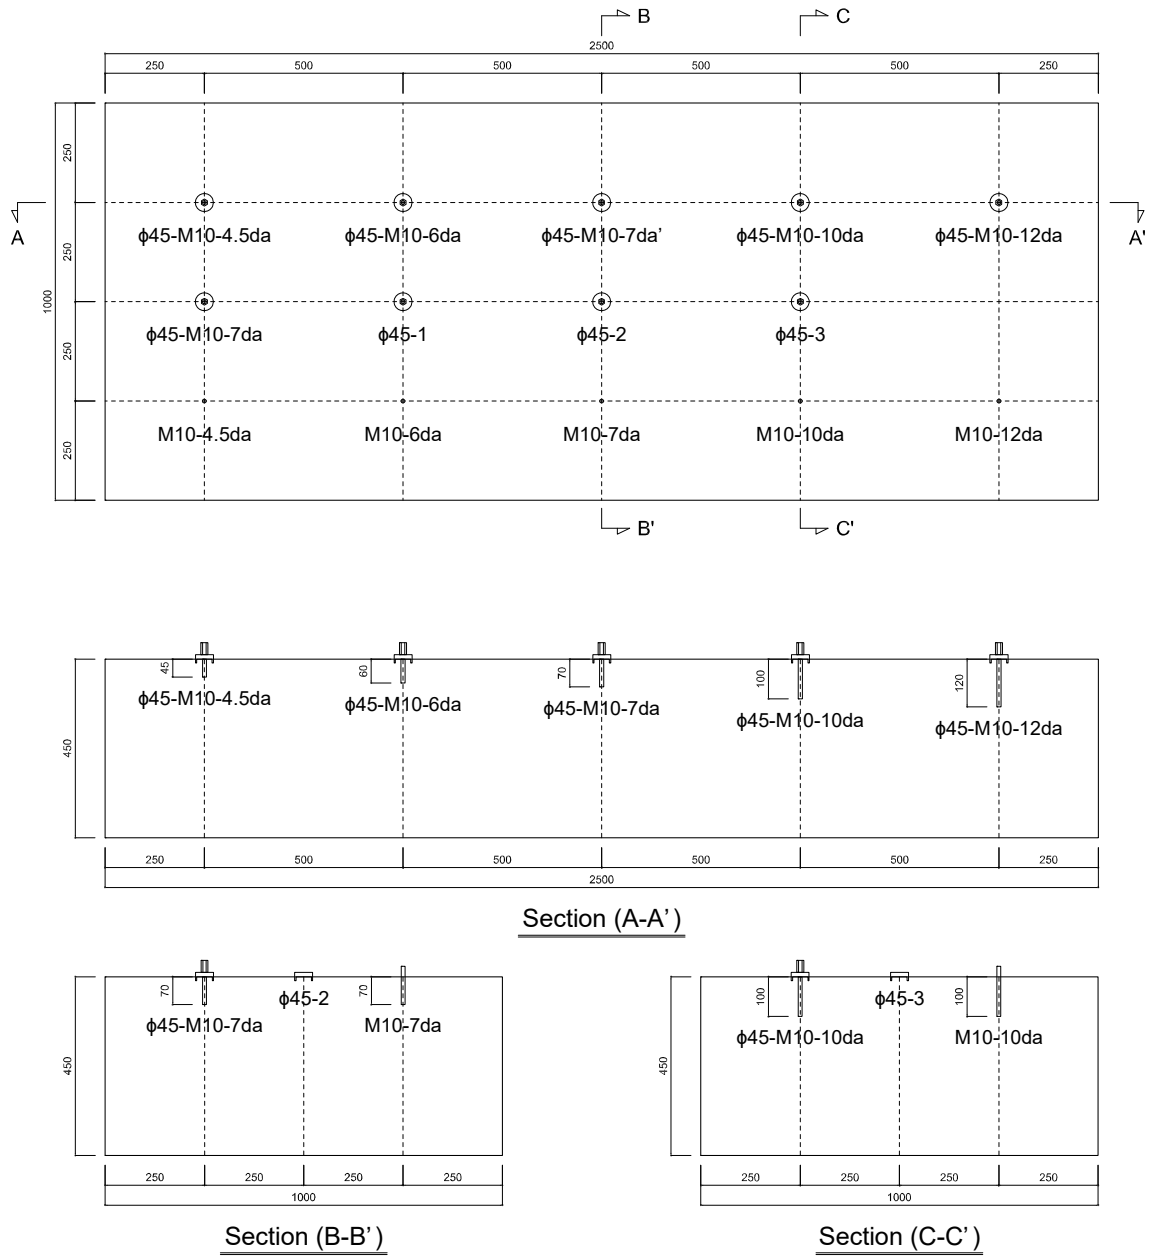 B
C
2500
250
500
500
500
500
250
250
250
250
250
1000
A
A'
ϕ45-M10-4.5da
ϕ45-M10-6da
ϕ45-M10-7da’
ϕ45-M10-10da
ϕ45-M10-12da
ϕ45-M10-7da
ϕ45-1
ϕ45-2
ϕ45-3
M10-4.5da
M10-6da
M10-7da
M10-10da
M10-12da
B'
C'
45
60
70
100
120
ϕ45-M10-4.5da
ϕ45-M10-6da
ϕ45-M10-7da
ϕ45-M10-10da
ϕ45-M10-12da
450
250
500
500
500
500
250
2500
Section (A-A’)
70
ϕ45-2
70
ϕ45-M10-7da
M10-7da
450
250
250
250
250
1000
Section (B-B’)
100
ϕ45-3
100
ϕ45-M10-10da
M10-10da
450
250
250
250
250
1000
Section (C-C’)